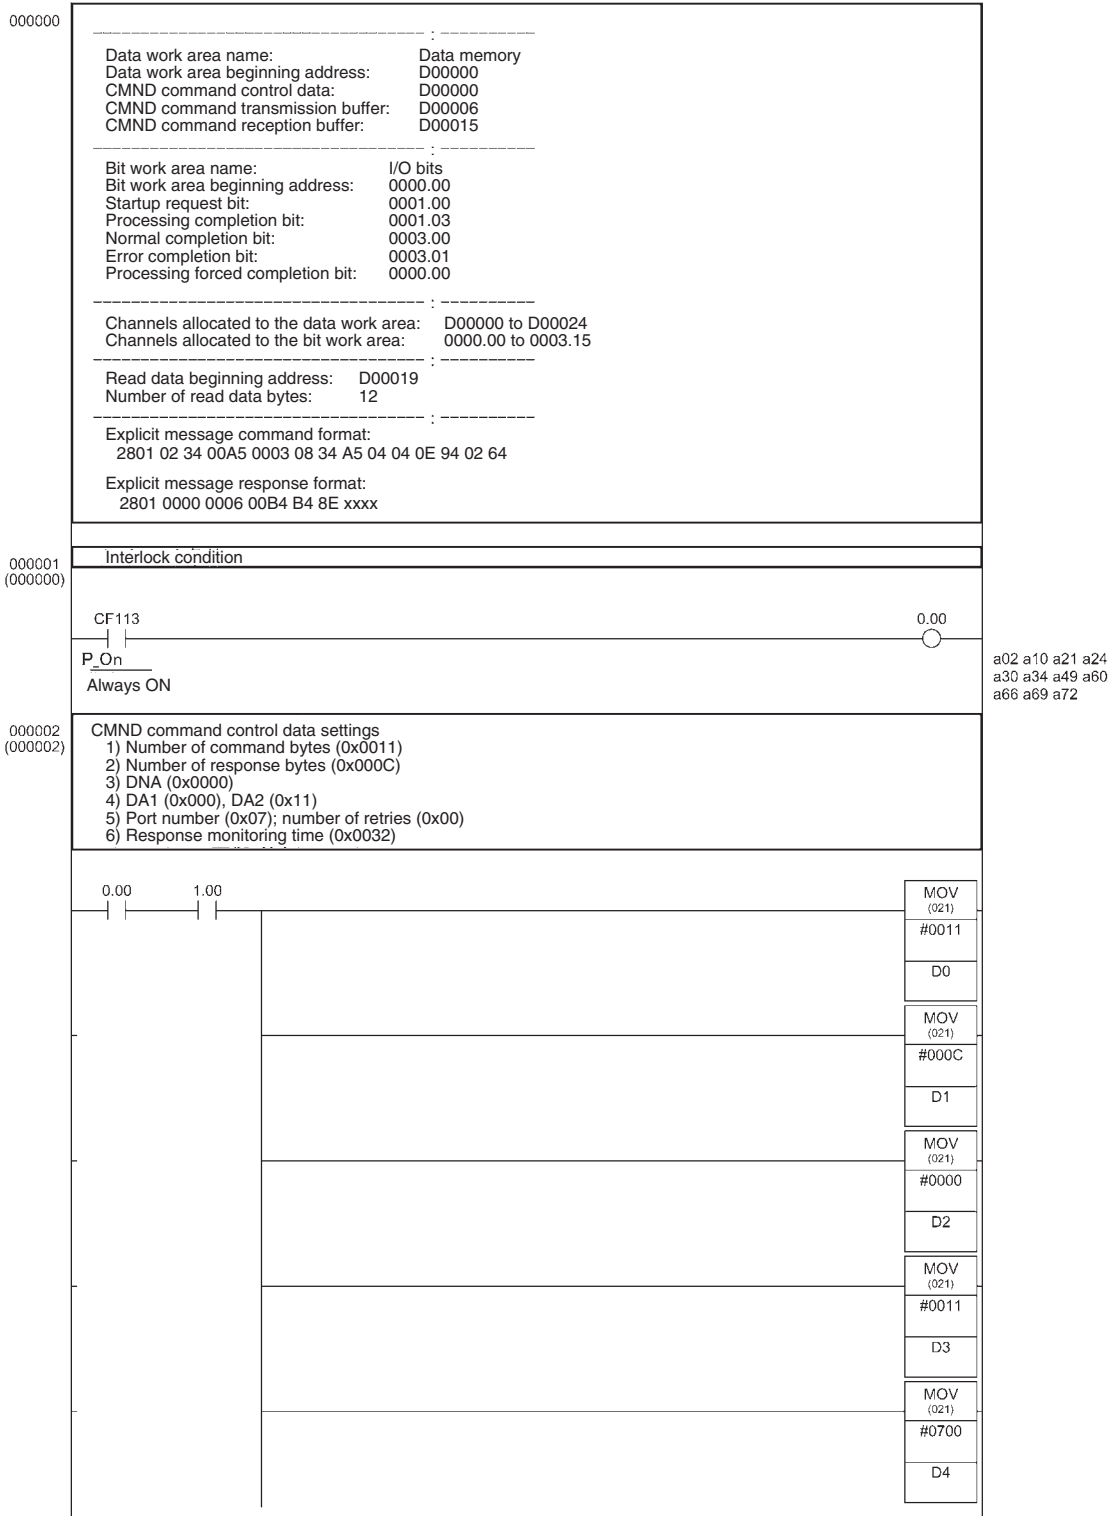 000000
Data work area name: Data memory
Data work area beginning address: D00000
CMND command control data: D00000
CMND command transmission buffer: D00006
CMND command reception buffer: D00015
Bit work area name: I/O bits
Bit work area beginning address: 0000.00
Startup request bit: 0001.00
Processing completion bit: 0001.03
Normal completion bit: 0003.00
Error completion bit: 0003.01
Processing forced completion bit: 0000.00
Channels allocated to the data work area: D00000 to D00024
Channels allocated to the bit work area: 0000.00 to 0003.15
Read data beginning address: D00019
Number of read data bytes: 12
Explicit message command format:
2801 02 34 00A5 0003 08 34 A5 04 04 0E 94 02 64
Explicit message response format:
2801 0000 0006 00B4 B4 8E xxxx
000001
(000000)
Interlock condition
CF113
0.00
P_On
Always ON
a02 a10 a21 a24
a30 a34 a49 a60
a66 a69 a72
000002
(000002)
CMND command control data settings
1) Number of command bytes (0x0011)
2) Number of response bytes (0x000C)
3) DNA (0x0000)
4) DA1 (0x000), DA2 (0x11)
5) Port number (0x07); number of retries (0x00)
6) Response monitoring time (0x0032)
0.00 1.00
MOV
(021)
#0011
D0
MOV
(021)
#000C
D1
MOV
(021)
#0000
D2
MOV
(021)
#0011
D3
MOV
(021)
#0700
D4